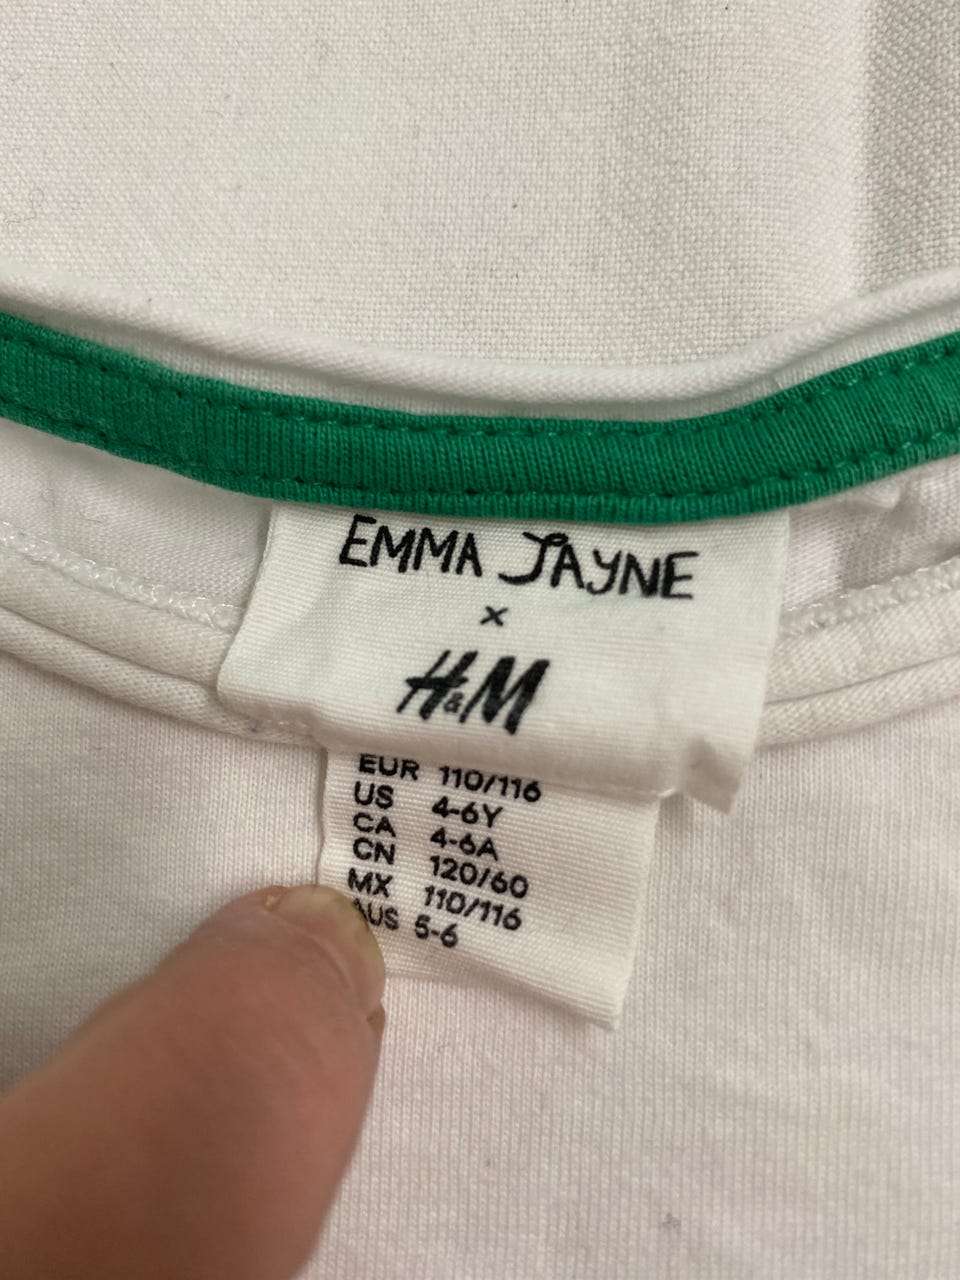 EMMA JAYNE
x
H&M
EUR 110/116
US 4-6Y
CA 4-6A
CN 120/60
MX 110/116
AUS 5-6